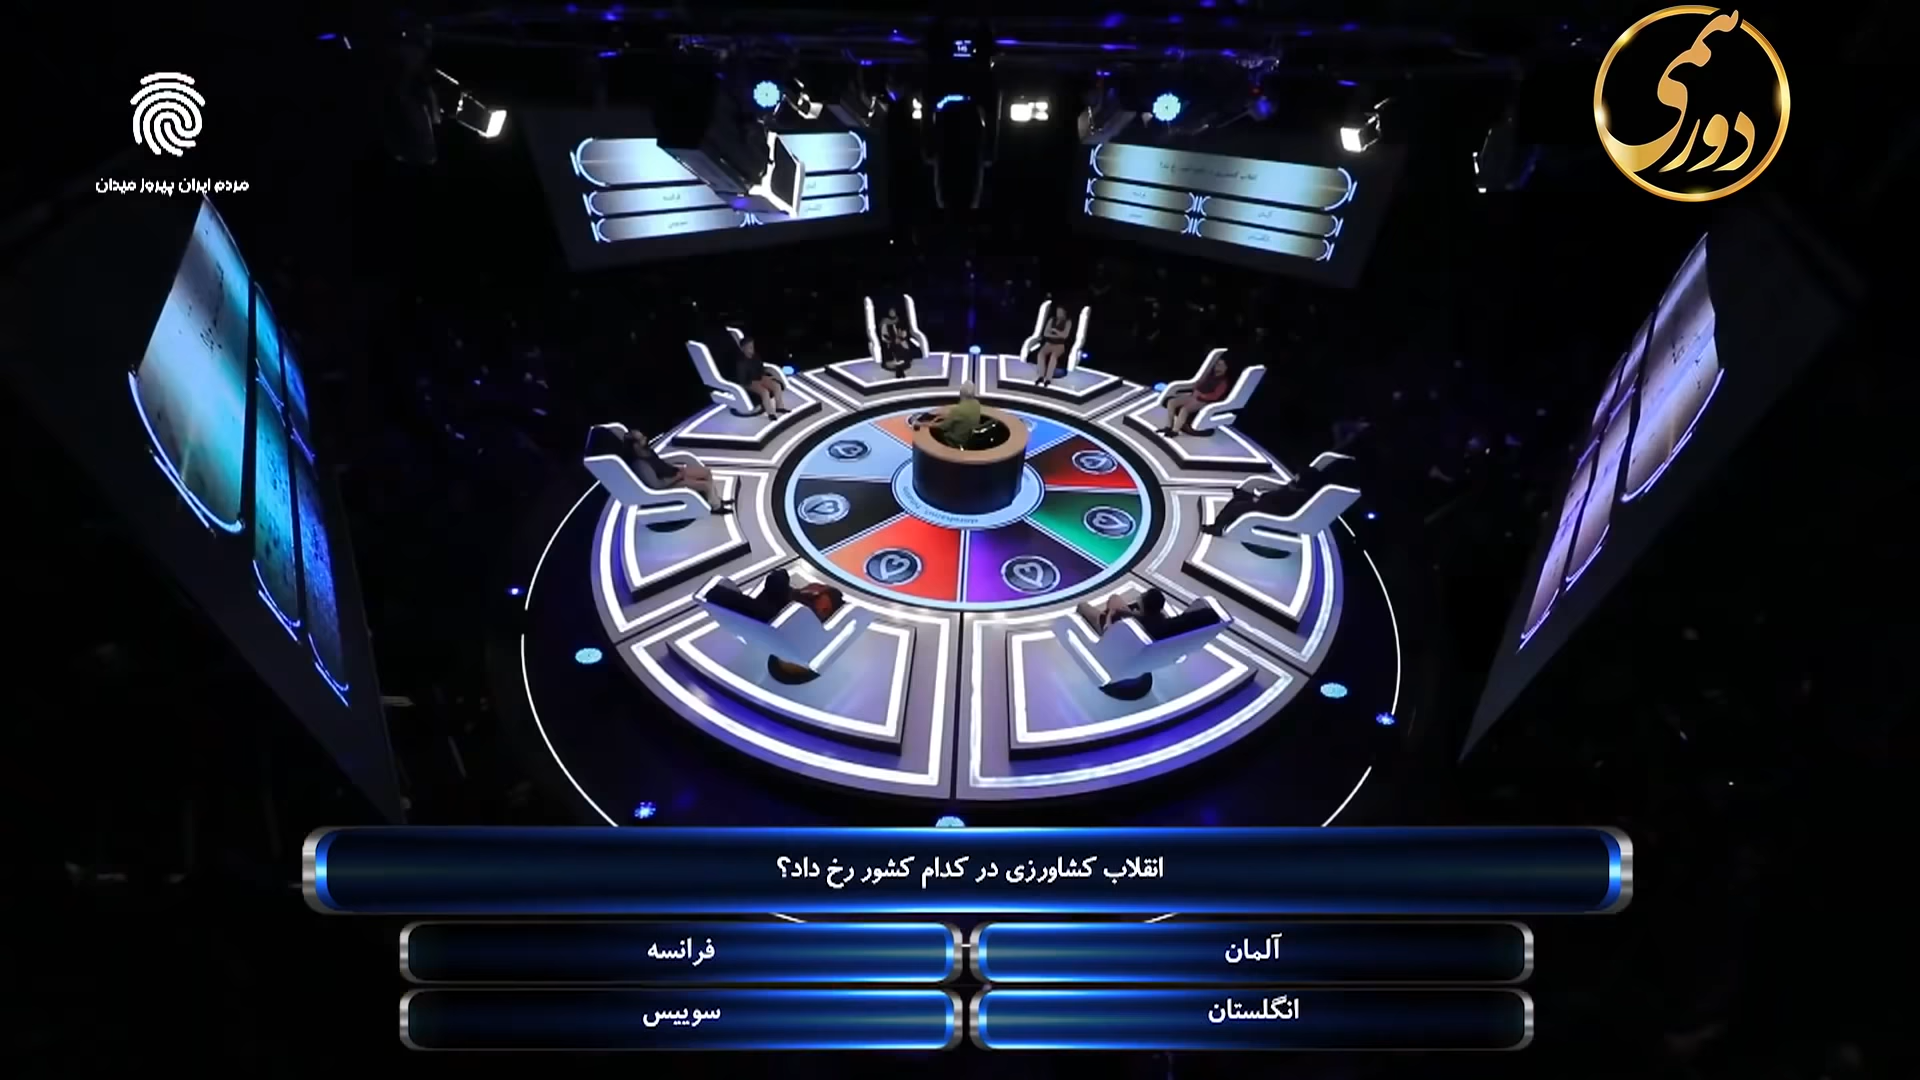 دورهمی
مردم ایران پیروز میدان
انقلاب کشاورزی در کدام کشور رخ داد؟
آلمان
فرانسه
انگلستان
سوییس